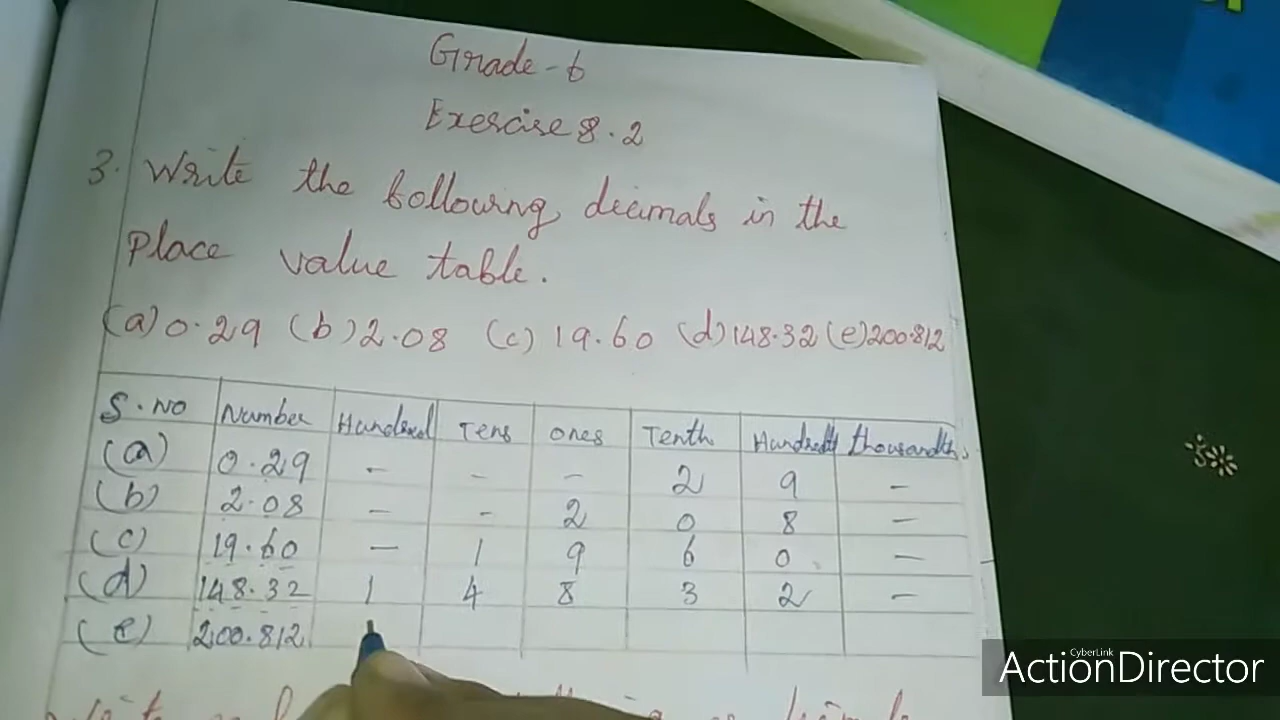 Grade-6
Exercise 8.2
3. Write the following decimals in the
Place value table.
(a) 0.29 (b) 2.08 (c) 19.60 (d) 148.32 (e) 200.812
S.NO Number Hundred Tens Ones Tenth Hundredth thousandths
(a) 0.29 - - - 2 9 -
(b) 2.08 - - 2 0 8 -
(c) 19.60 - 1 9 6 0 -
(d) 148.32 1 4 8 3 2 -
(e) 200.812
CyberLink
ActionDirector